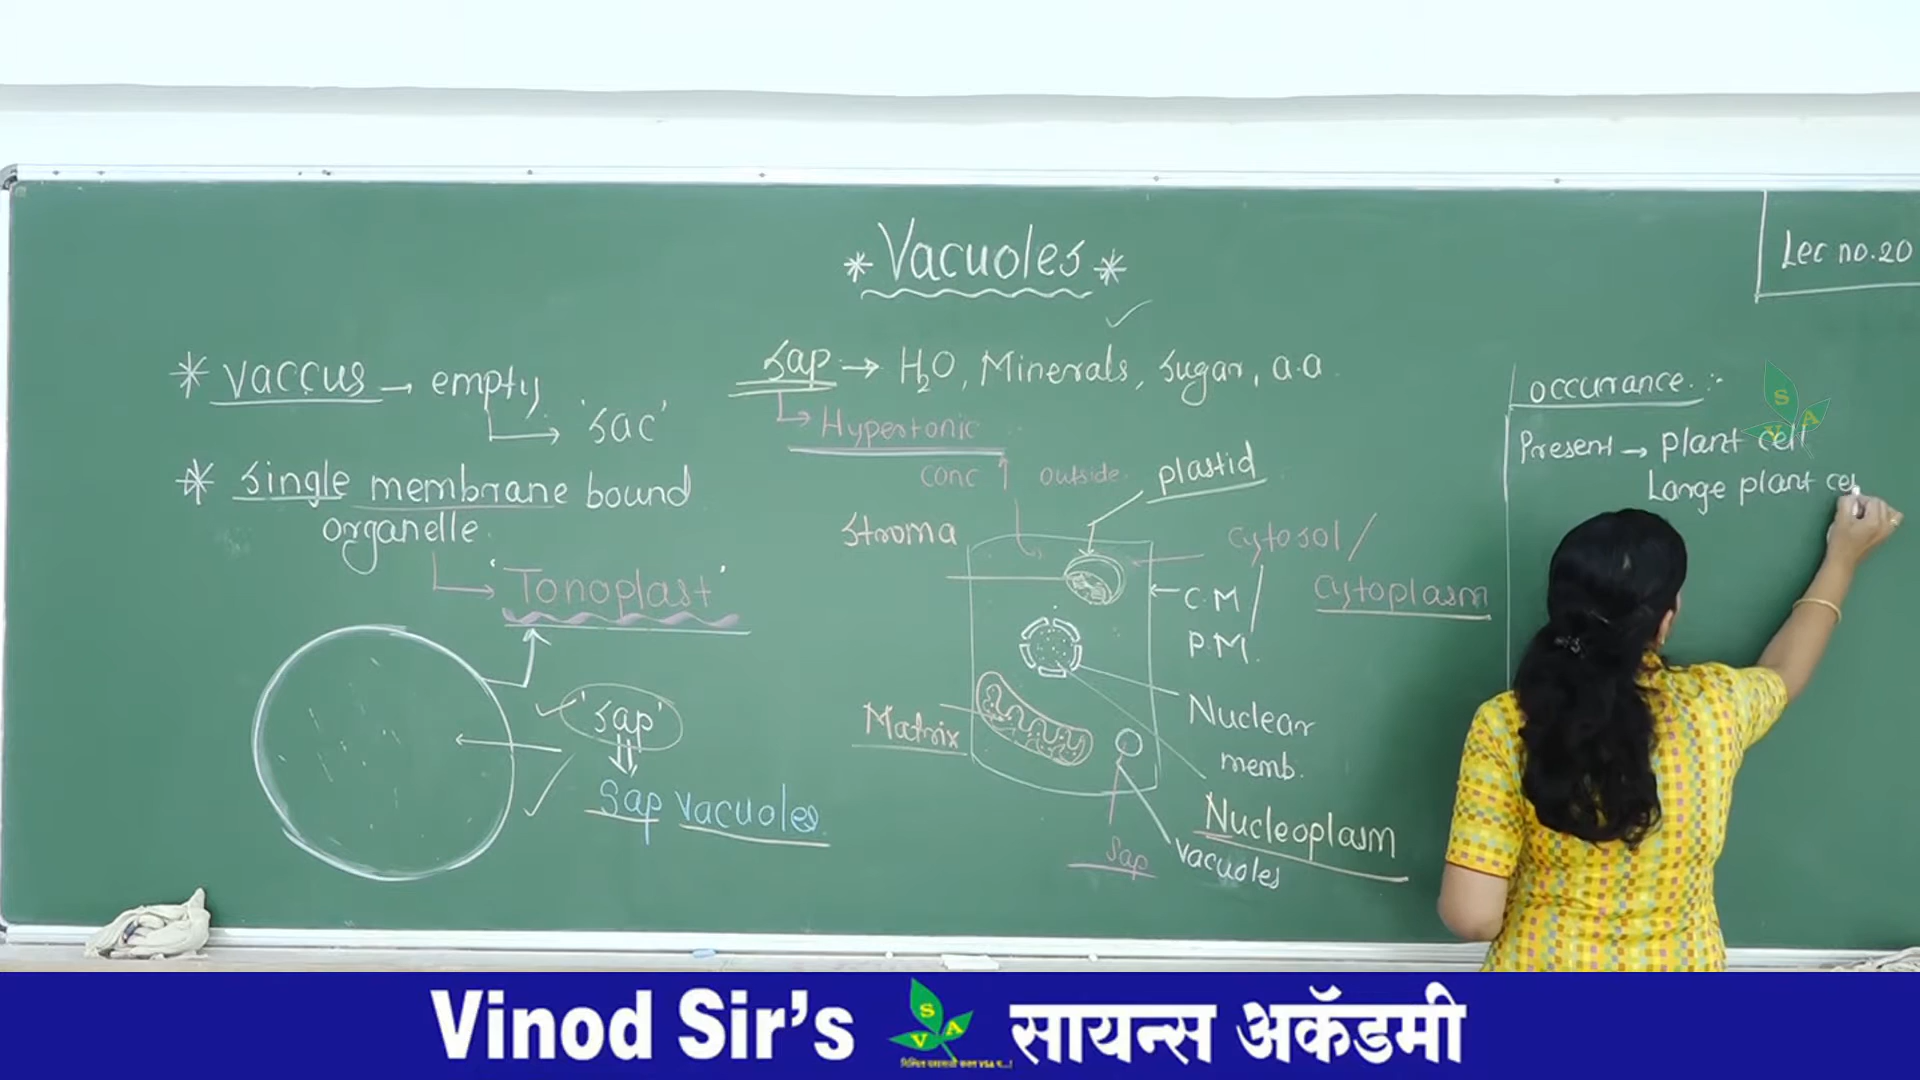 * Vacuoles *
Lec no.20
* vaccus → empty
'sac'
* single membrane bound
organelle
'Tonoplast'
'sap'
Sap vacuoles
sap → H₂O, Minerals, sugar, a.a
Hypertonic
conc ↑ outside
plastid
stroma
cytosol /
cytoplasm
C.M /
P.M.
Matrix
Nuclear
memb.
Nucleoplasm
vacuoles
sap
occurrance :-
Present → plant cell
Large plant cel
S
V A
Vinod Sir's
S
V A
सायन्स अकॅडमी